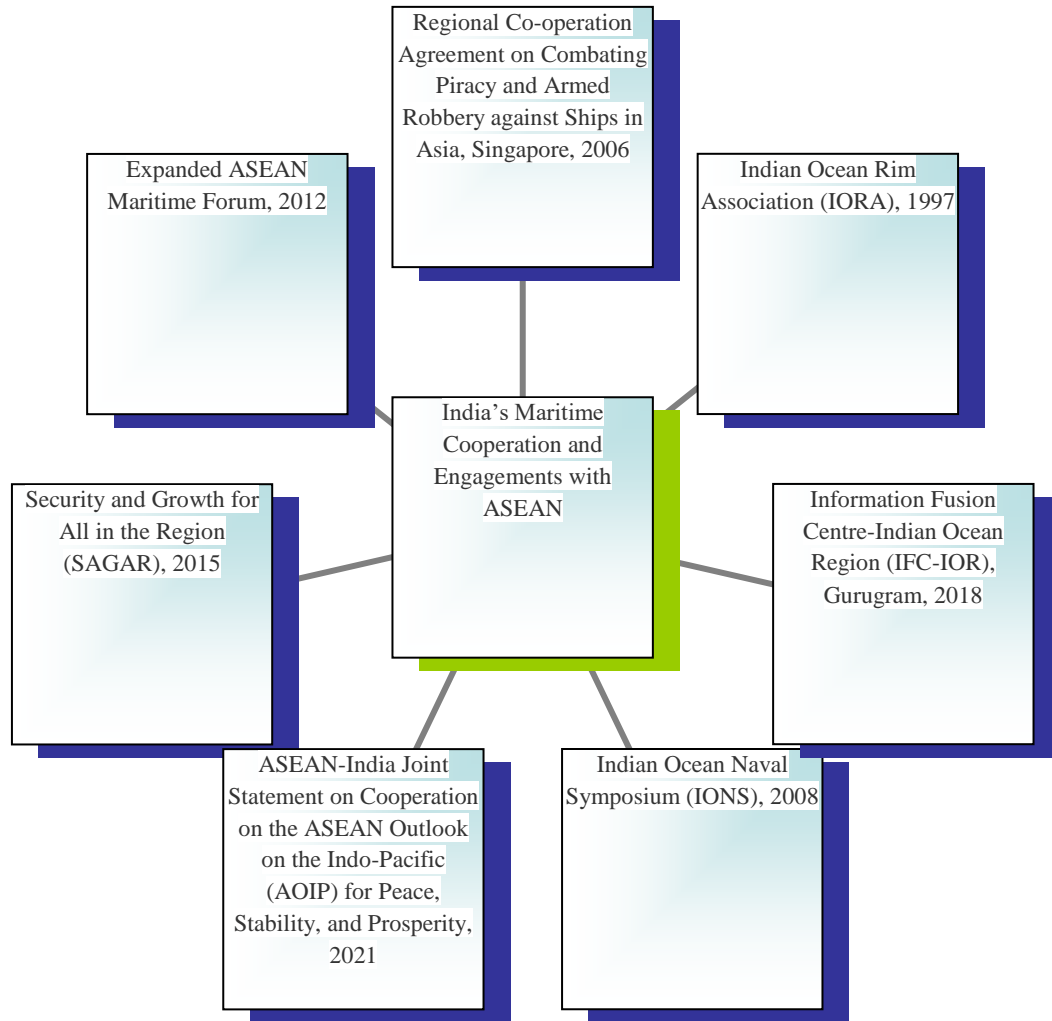 Regional Co-operation
Agreement on Combating
Piracy and Armed
Robbery against Ships in
Asia, Singapore, 2006
Expanded ASEAN
Maritime Forum, 2012
Indian Ocean Rim
Association (IORA), 1997
India’s Maritime
Cooperation and
Engagements with
ASEAN
Security and Growth for
All in the Region
(SAGAR), 2015
Information Fusion
Centre-Indian Ocean
Region (IFC-IOR),
Gurugram, 2018
ASEAN-India Joint
Statement on Cooperation
on the ASEAN Outlook
on the Indo-Pacific
(AOIP) for Peace,
Stability, and Prosperity,
2021
Indian Ocean Naval
Symposium (IONS), 2008